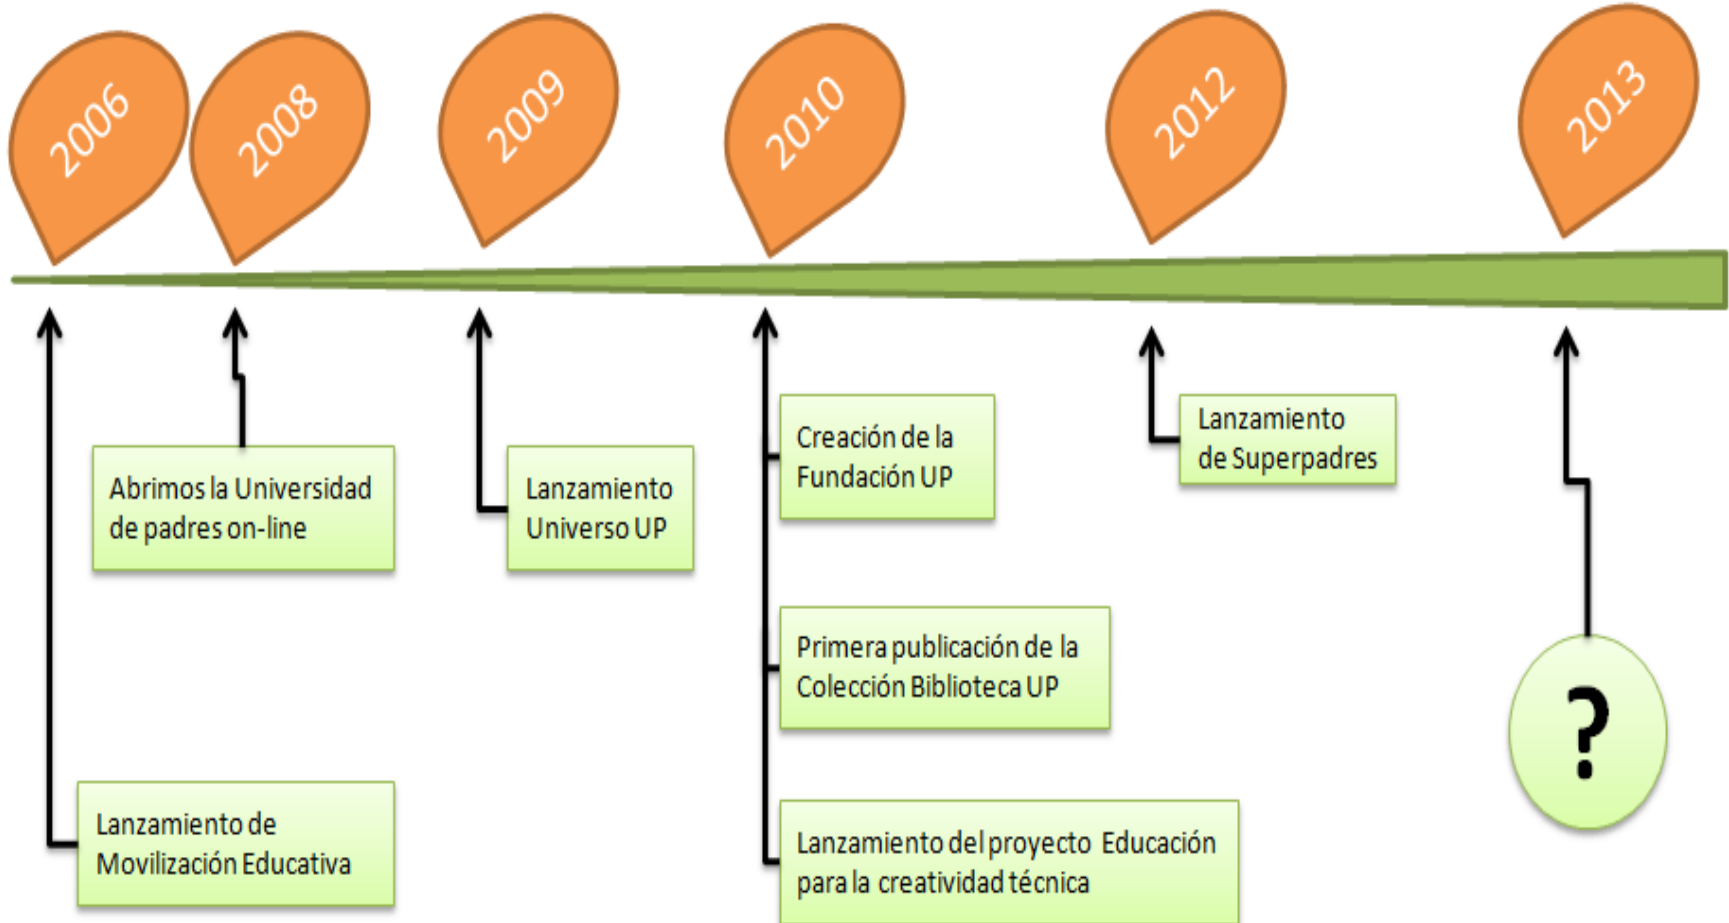 2006
2008
2009
2010
2012
2013
Abrimos la Universidad
de padres on-line
Lanzamiento
Universo UP
Creación de la
Fundación UP
Lanzamiento
de Superpadres
Primera publicación de la
Colección Biblioteca UP
?
Lanzamiento de
Movilización Educativa
Lanzamiento del proyecto Educación
para la creatividad técnica